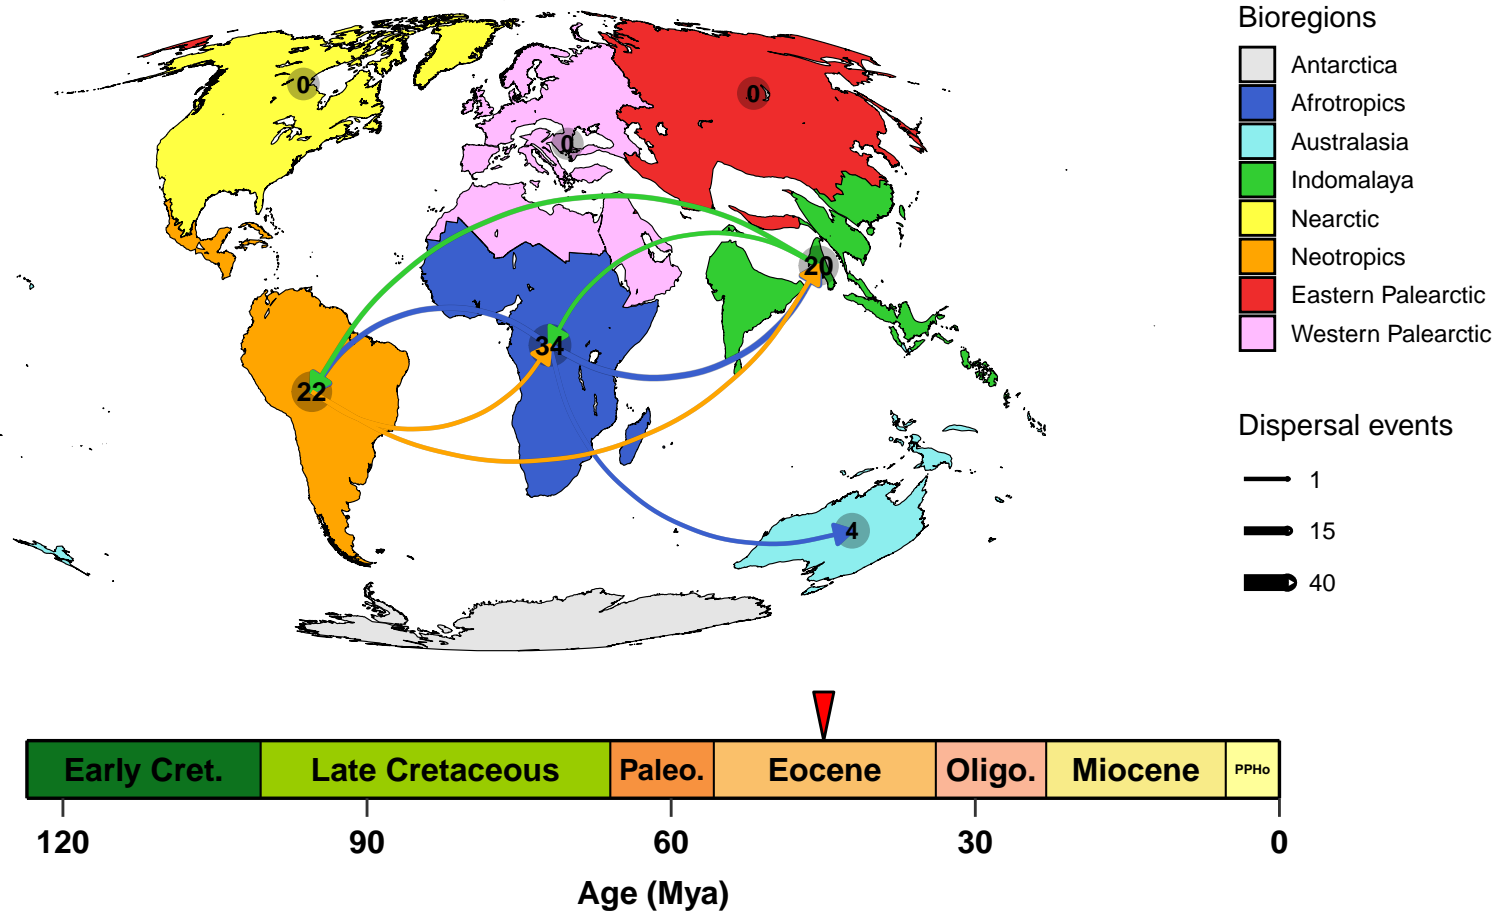 Bioregions
Antarctica
Afrotropics
Australasia
Indomalaya
Nearctic
Neotropics
Eastern Palearctic
Western Palearctic
0
0
0
20
34
22
4
Dispersal events
1
15
40
Early Cret.
Late Cretaceous
Paleo.
Eocene
Oligo.
Miocene
PPHo
120
90
60
30
0
Age (Mya)